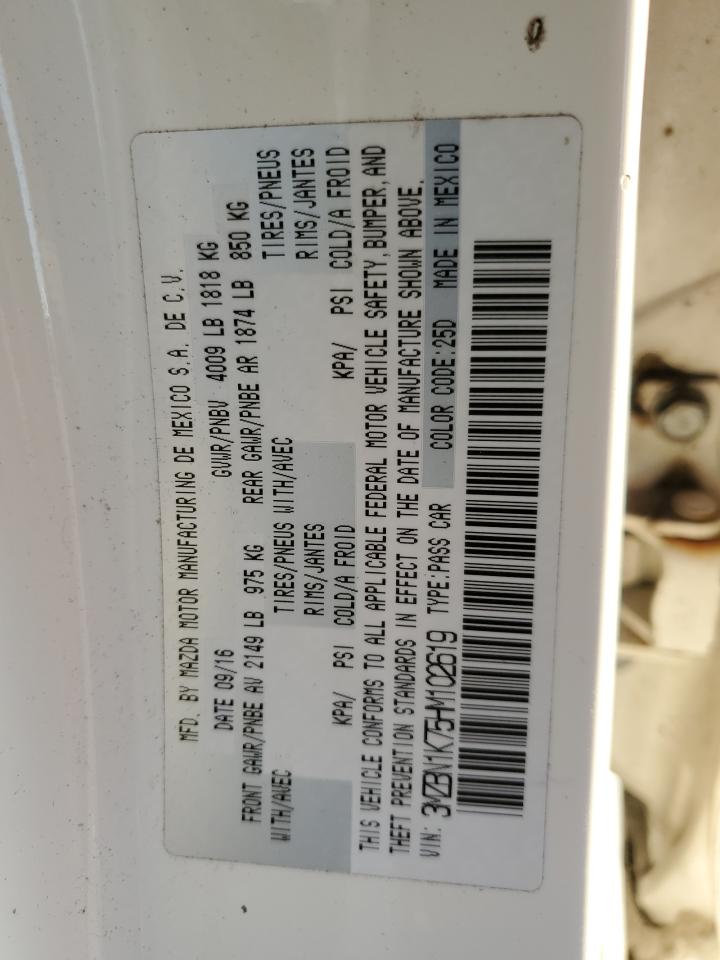 MFD. BY MAZDA MOTOR MANUFACTURING DE MEXICO S.A. DE C.V.
DATE 09/16 GVWR/PNBV 4009 LB 1818 KG
FRONT GAWR/PNBE AV 2149 LB 975 KG REAR GAWR/PNBE AR 1874 LB 850 KG
WITH/AVEC TIRES/PNEUS WITH/AVEC TIRES/PNEUS
RIMS/JANTES RIMS/JANTES
KPA/ PSI COLD/A FROID KPA/ PSI COLD/A FROID
THIS VEHICLE CONFORMS TO ALL APPLICABLE FEDERAL MOTOR VEHICLE SAFETY, BUMPER, AND
THEFT PREVENTION STANDARDS IN EFFECT ON THE DATE OF MANUFACTURE SHOWN ABOVE.
VIN: 3MZBN1K75HM102619 TYPE:PASS CAR COLOR CODE:25D MADE IN MEXICO